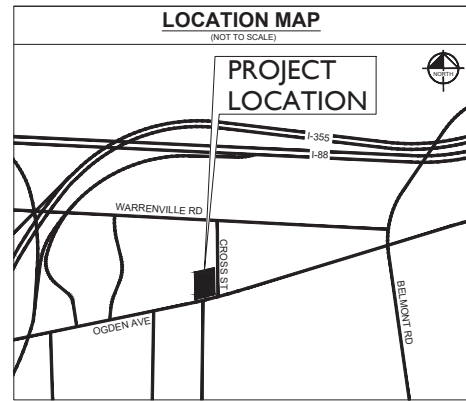 LOCATION MAP
(NOT TO SCALE)
PROJECT
LOCATION
NORTH
I-355
I-88
WARRENVILLE RD
CROSS ST
OGDEN AVE
BELMONT RD